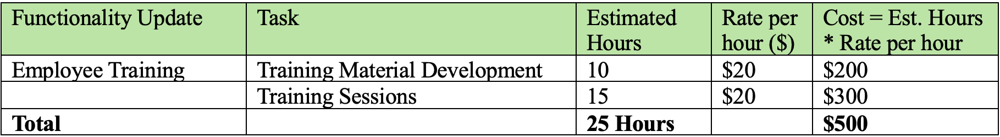 Functionality Update Task Estimated Hours Rate per hour ($) Cost = Est. Hours * Rate per hour
Employee Training Training Material Development 10 $20 $200
Training Sessions 15 $20 $300
Total 25 Hours $500